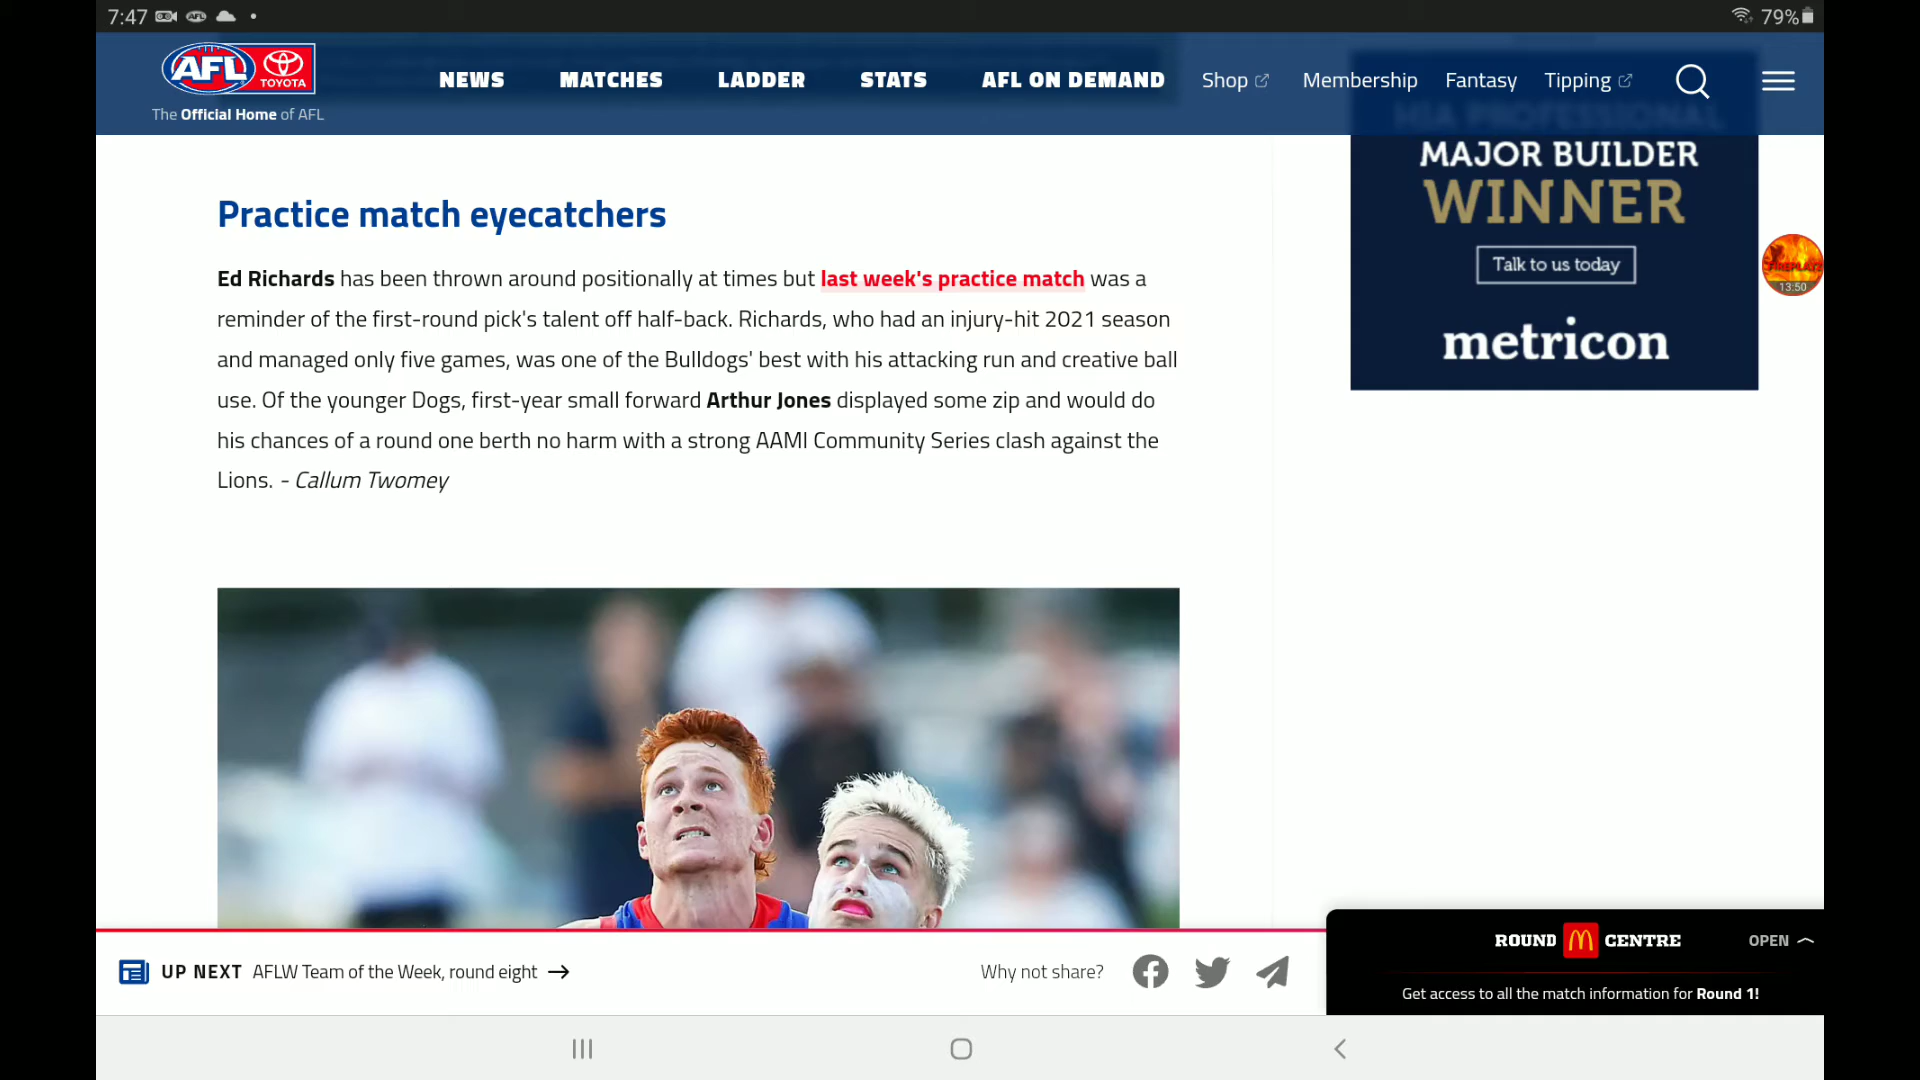 7:47
79%
AFL TOYOTA
The Official Home of AFL
NEWS MATCHES LADDER STATS AFL ON DEMAND Shop Membership Fantasy Tipping
HIA PROFESSIONAL
MAJOR BUILDER
WINNER
Talk to us today
metricon
13:50
Practice match eyecatchers
Ed Richards has been thrown around positionally at times but last week's practice match was a
reminder of the first-round pick's talent off half-back. Richards, who had an injury-hit 2021 season
and managed only five games, was one of the Bulldogs' best with his attacking run and creative ball
use. Of the younger Dogs, first-year small forward Arthur Jones displayed some zip and would do
his chances of a round one berth no harm with a strong AAMI Community Series clash against the
Lions. - Callum Twomey
UP NEXT AFLW Team of the Week, round eight
Why not share?
ROUND CENTRE OPEN
Get access to all the match information for Round 1!